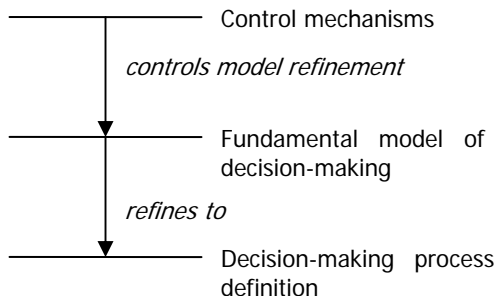 Control mechanisms
controls model refinement
Fundamental model of
decision-making
refines to
Decision-making process
definition